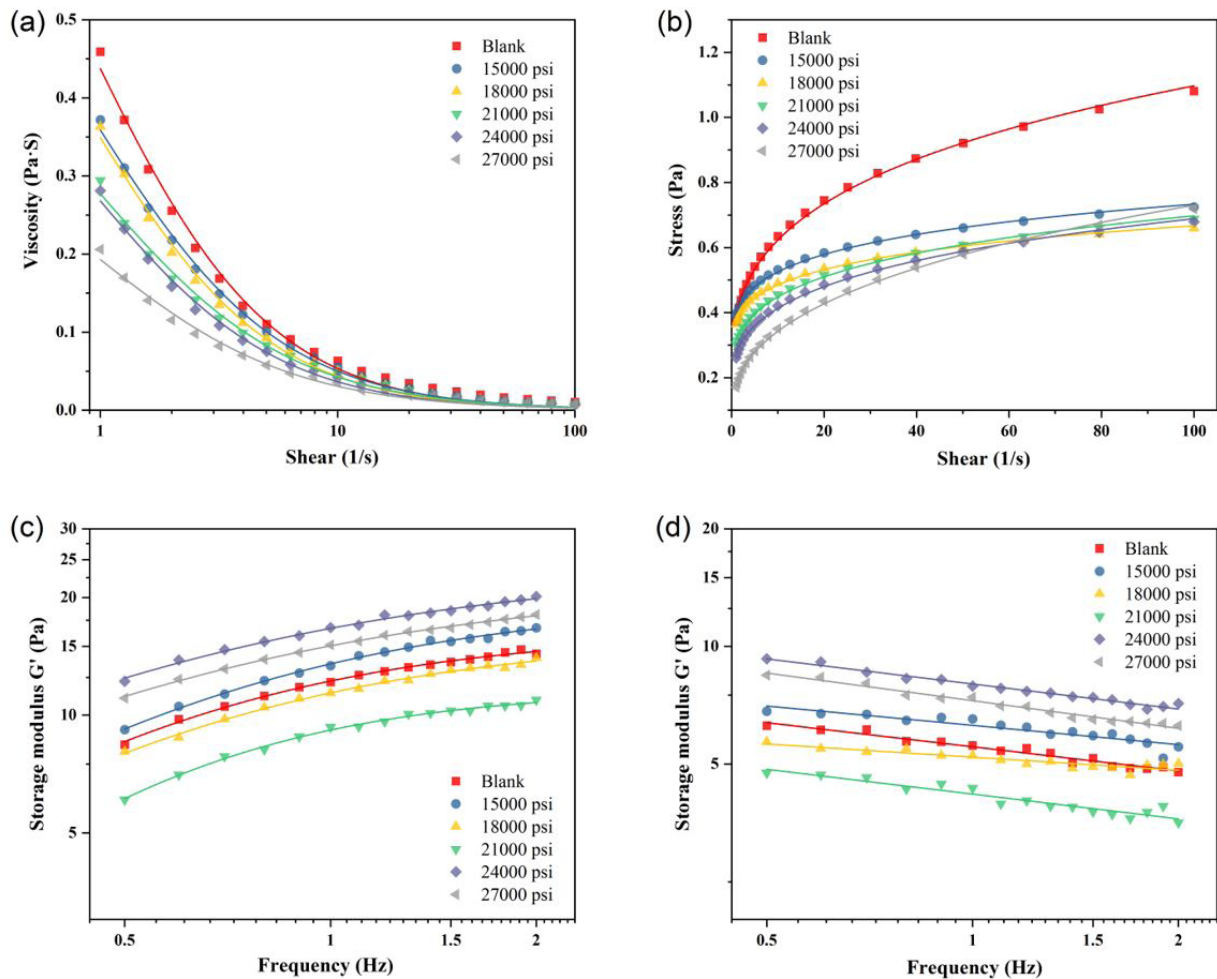 (a)
0.5
0.4
0.3
0.2
0.1
0.0
Viscosity (Pa·S)
1
10
100
Shear (1/s)
Blank
15000 psi
18000 psi
21000 psi
24000 psi
27000 psi
(b)
1.2
1.0
0.8
0.6
0.4
0.2
Stress (Pa)
0
20
40
60
80
100
Shear (1/s)
Blank
15000 psi
18000 psi
21000 psi
24000 psi
27000 psi
(c)
30
25
20
15
10
5
Storage modulus G' (Pa)
0.5
1
1.5
2
Frequency (Hz)
Blank
15000 psi
18000 psi
21000 psi
24000 psi
27000 psi
(d)
20
15
10
5
Storage modulus G' (Pa)
0.5
1
1.5
2
Frequency (Hz)
Blank
15000 psi
18000 psi
21000 psi
24000 psi
27000 psi